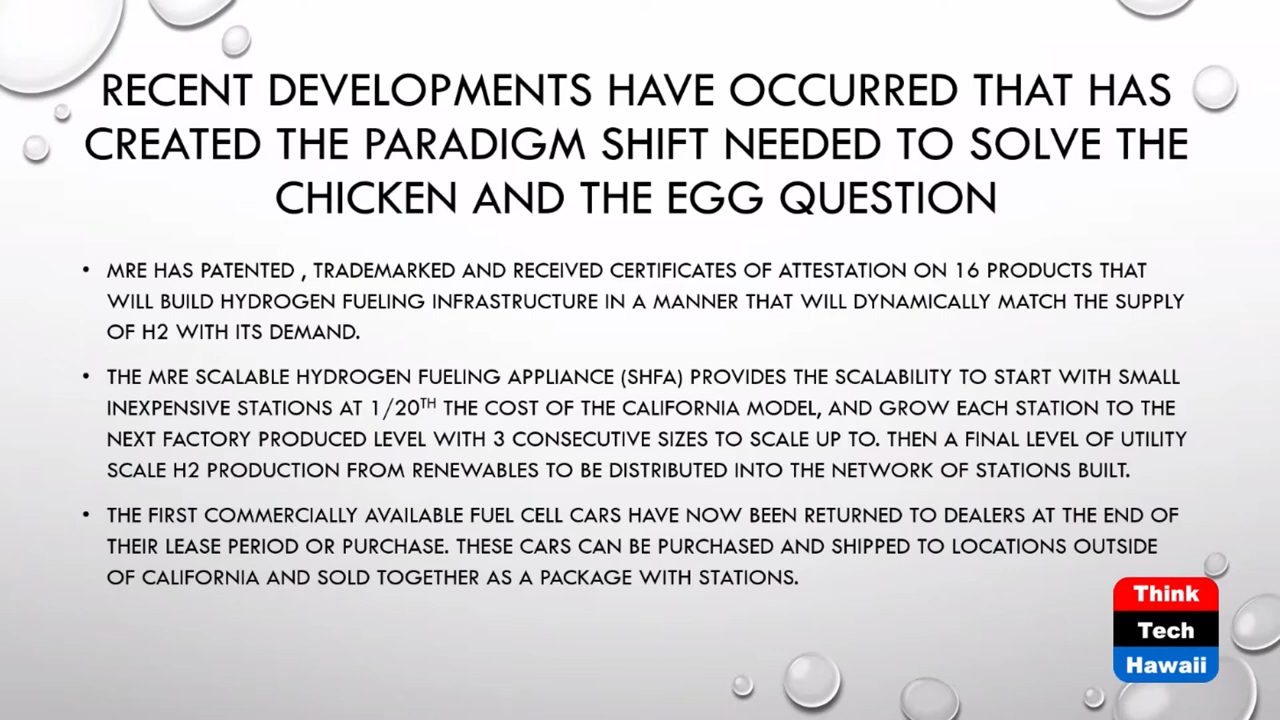 RECENT DEVELOPMENTS HAVE OCCURRED THAT HAS
CREATED THE PARADIGM SHIFT NEEDED TO SOLVE THE
CHICKEN AND THE EGG QUESTION
• MRE HAS PATENTED , TRADEMARKED AND RECEIVED CERTIFICATES OF ATTESTATION ON 16 PRODUCTS THAT
WILL BUILD HYDROGEN FUELING INFRASTRUCTURE IN A MANNER THAT WILL DYNAMICALLY MATCH THE SUPPLY
OF H2 WITH ITS DEMAND.
• THE MRE SCALABLE HYDROGEN FUELING APPLIANCE (SHFA) PROVIDES THE SCALABILITY TO START WITH SMALL
INEXPENSIVE STATIONS AT 1/20TH THE COST OF THE CALIFORNIA MODEL, AND GROW EACH STATION TO THE
NEXT FACTORY PRODUCED LEVEL WITH 3 CONSECUTIVE SIZES TO SCALE UP TO. THEN A FINAL LEVEL OF UTILITY
SCALE H2 PRODUCTION FROM RENEWABLES TO BE DISTRIBUTED INTO THE NETWORK OF STATIONS BUILT.
• THE FIRST COMMERCIALLY AVAILABLE FUEL CELL CARS HAVE NOW BEEN RETURNED TO DEALERS AT THE END OF
THEIR LEASE PERIOD OR PURCHASE. THESE CARS CAN BE PURCHASED AND SHIPPED TO LOCATIONS OUTSIDE
OF CALIFORNIA AND SOLD TOGETHER AS A PACKAGE WITH STATIONS.
Think
Tech
Hawaii